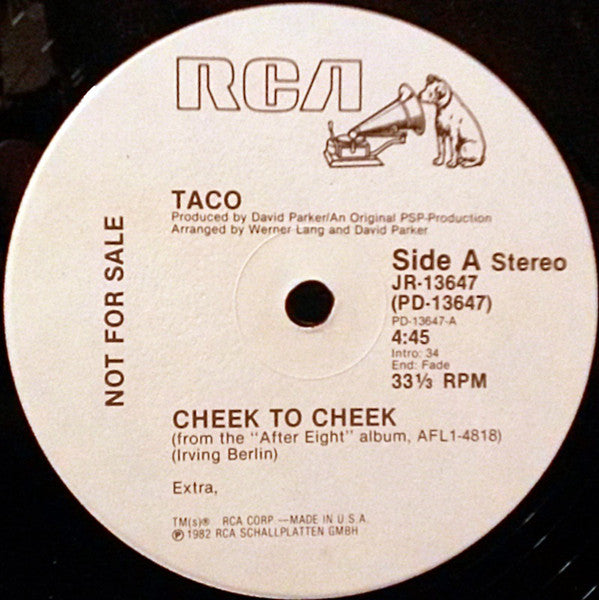 RCA
TACO
Produced by David Parker/An Original PSP-Production
Arranged by Werner Lang and David Parker
NOT FOR SALE
Side A Stereo
JR-13647
(PD-13647)
PD-13647-A
4:45
Intro: 34
End: Fade
33⅓ RPM
CHEEK TO CHEEK
(from the "After Eight" album, AFL1-4818)
(Irving Berlin)
Extra,
TM(s)® RCA CORP.—MADE IN U.S.A.
℗ 1982 RCA SCHALLPLATTEN GMBH